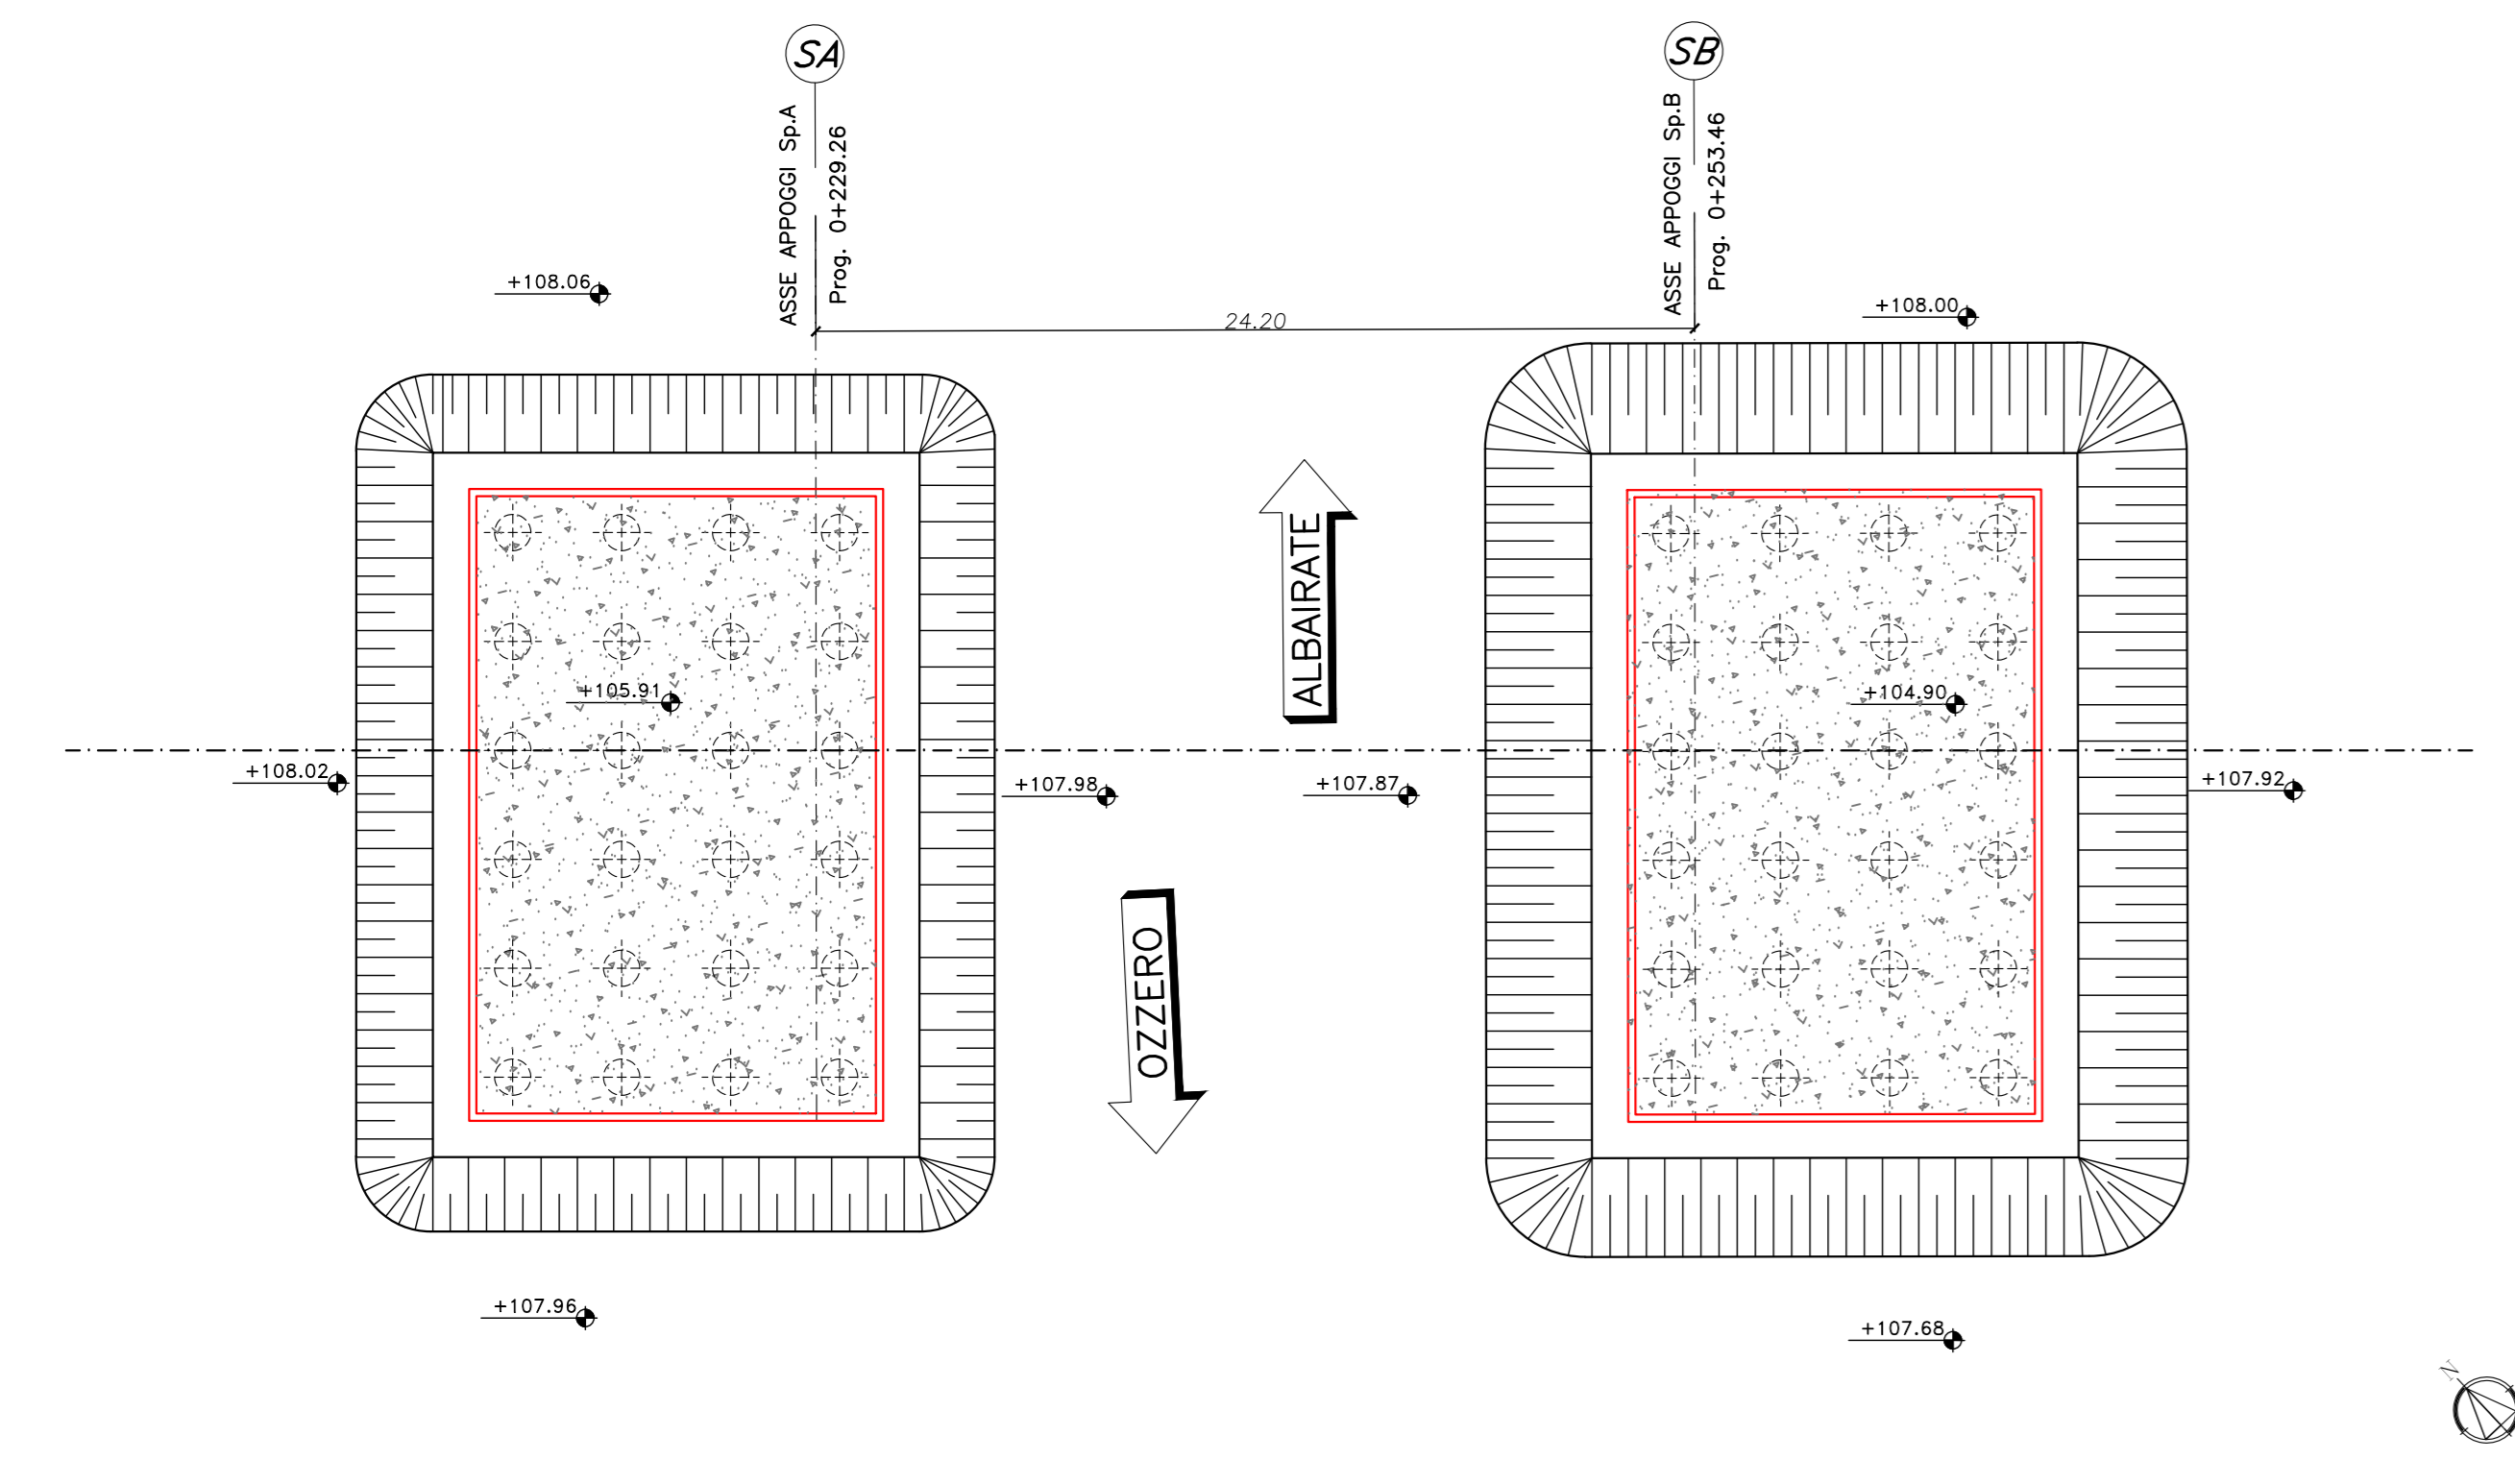 SA
SB
ASSE APPOGGI Sp.A
Prog. 0+229.26
ASSE APPOGGI Sp.B
Prog. 0+253.46
+108.06
+108.00
24.20
ALBAIRATE
+105.91
+104.90
+108.02
+107.98
+107.87
+107.92
OZZERO
+107.96
+107.68
N